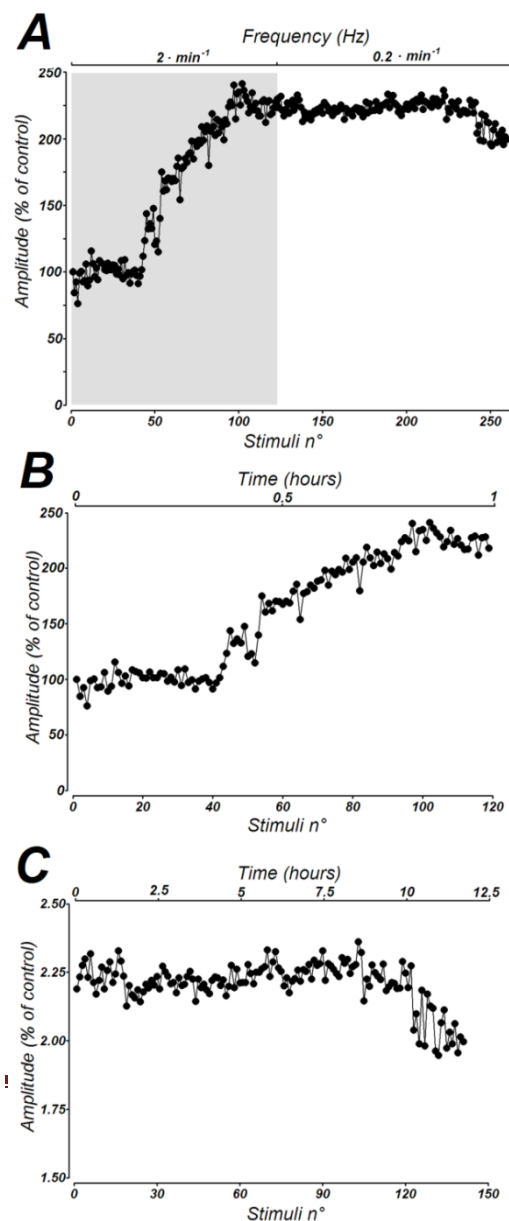 A
Frequency (Hz)
2 · min⁻¹ 0.2 · min⁻¹
250
200
150
100
50
0
Amplitude (% of control)
0 50 100 150 200 250
Stimuli n°
B
Time (hours)
0 0.5 1
250
200
150
100
50
0
Amplitude (% of control)
0 20 40 60 80 100 120
Stimuli n°
C
Time (hours)
0 2.5 5 7.5 10 12.5
2.50
2.25
2.00
1.75
1.50
Amplitude (% of control)
0 30 60 90 120 150
Stimuli n°